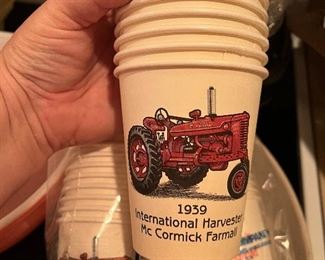 1939
International Harvester
Mc Cormick Farmall